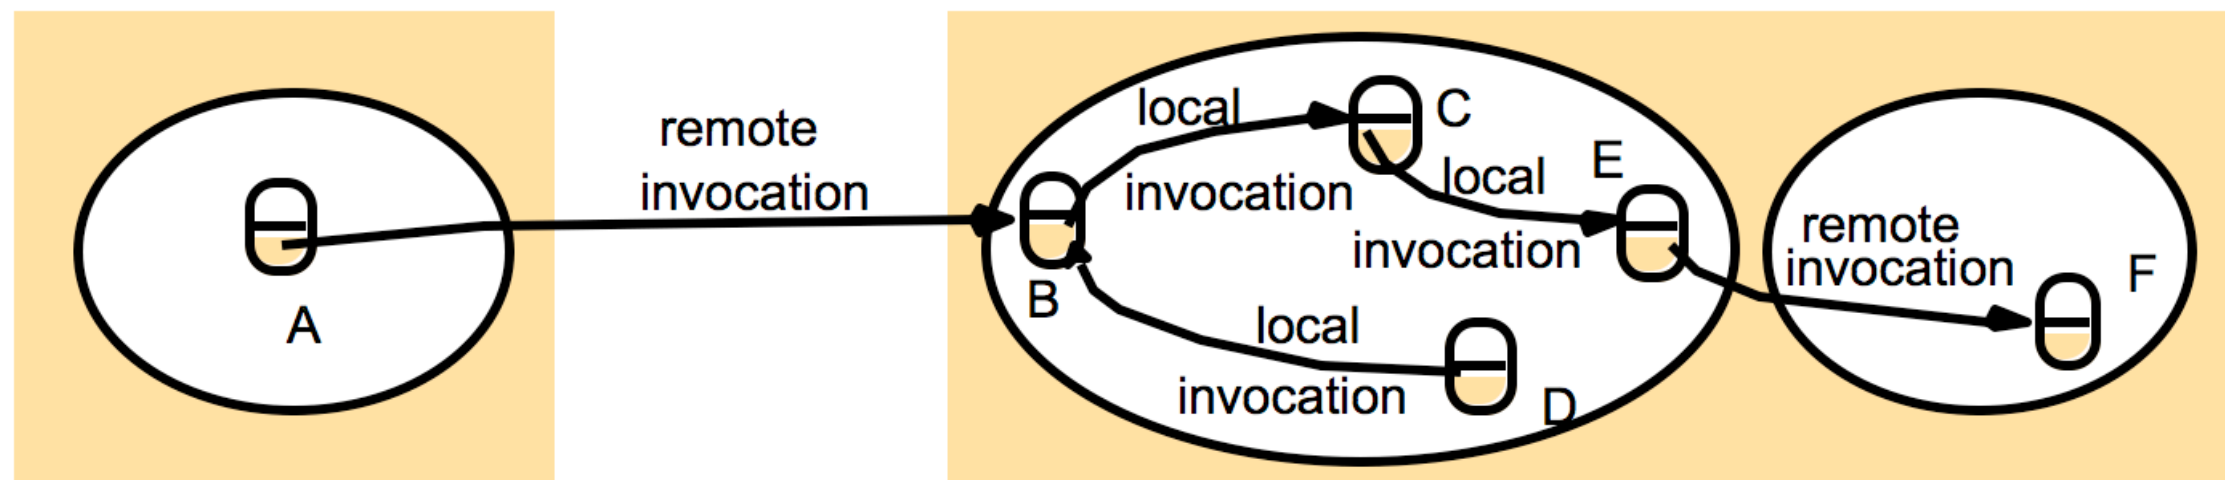 remote
invocation
A
local
invocation
C
local
invocation
E
B
local
invocation
D
remote
invocation
F